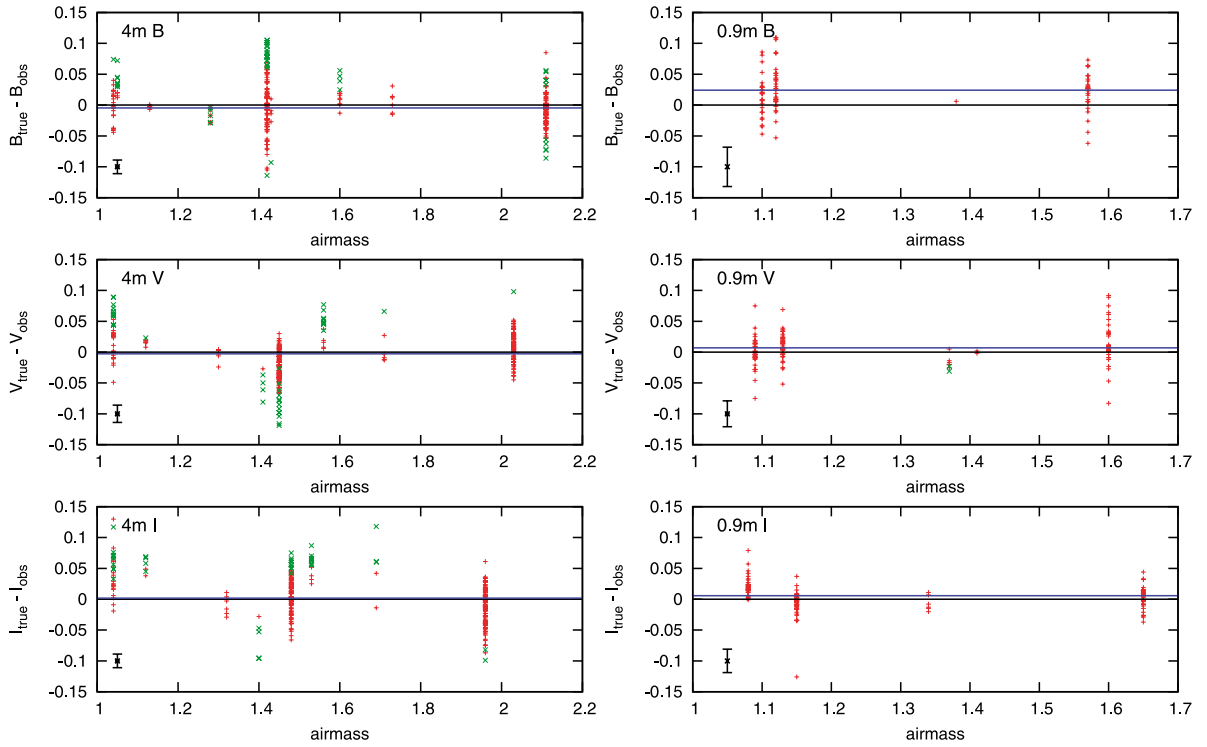 4m B
B_true - B_obs
0.15
0.1
0.05
0
-0.05
-0.1
-0.15
1 1.2 1.4 1.6 1.8 2 2.2
airmass
0.9m B
B_true - B_obs
0.15
0.1
0.05
0
-0.05
-0.1
-0.15
1 1.1 1.2 1.3 1.4 1.5 1.6 1.7
airmass
4m V
V_true - V_obs
0.15
0.1
0.05
0
-0.05
-0.1
-0.15
1 1.2 1.4 1.6 1.8 2 2.2
airmass
0.9m V
V_true - V_obs
0.15
0.1
0.05
0
-0.05
-0.1
-0.15
1 1.1 1.2 1.3 1.4 1.5 1.6 1.7
airmass
4m I
I_true - I_obs
0.15
0.1
0.05
0
-0.05
-0.1
-0.15
1 1.2 1.4 1.6 1.8 2 2.2
airmass
0.9m I
I_true - I_obs
0.15
0.1
0.05
0
-0.05
-0.1
-0.15
1 1.1 1.2 1.3 1.4 1.5 1.6 1.7
airmass